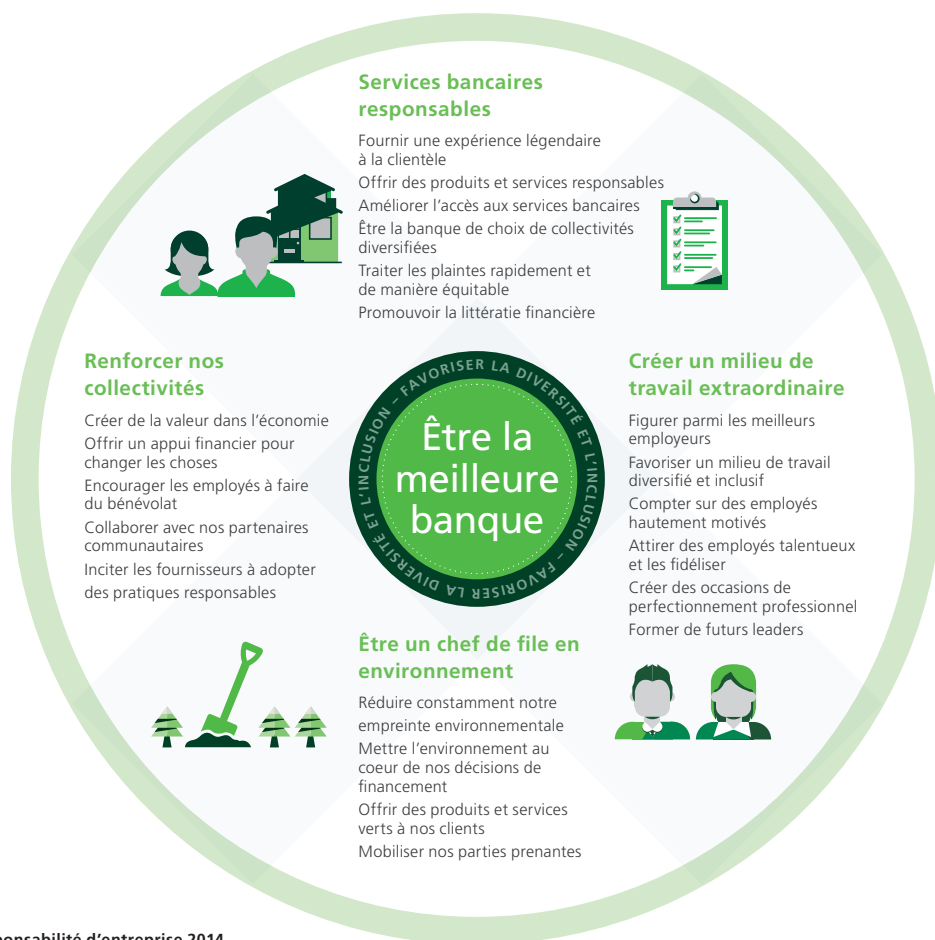 Services bancaires
responsables
Fournir une expérience légendaire
à la clientèle
Offrir des produits et services responsables
Améliorer l'accès aux services bancaires
Être la banque de choix de collectivités
diversifiées
Traiter les plaintes rapidement et
de manière équitable
Promouvoir la littératie financière
Renforcer nos
collectivités
Créer de la valeur dans l'économie
Offrir un appui financier pour
changer les choses
Encourager les employés à faire
du bénévolat
Collaborer avec nos partenaires
communautaires
Inciter les fournisseurs à adopter
des pratiques responsables
FAVORISER LA DIVERSITÉ ET L'INCLUSION – FAVORISER LA DIVERSITÉ ET L'INCLUSION –
Être la
meilleure
banque
Créer un milieu de
travail extraordinaire
Figurer parmi les meilleurs
employeurs
Favoriser un milieu de travail
diversifié et inclusif
Compter sur des employés
hautement motivés
Attirer des employés talentueux
et les fidéliser
Créer des occasions de
perfectionnement professionnel
Former de futurs leaders
Être un chef de file en
environnement
Réduire constamment notre
empreinte environnementale
Mettre l'environnement au
coeur de nos décisions de
financement
Offrir des produits et services
verts à nos clients
Mobiliser nos parties prenantes
d'entreprise 2014